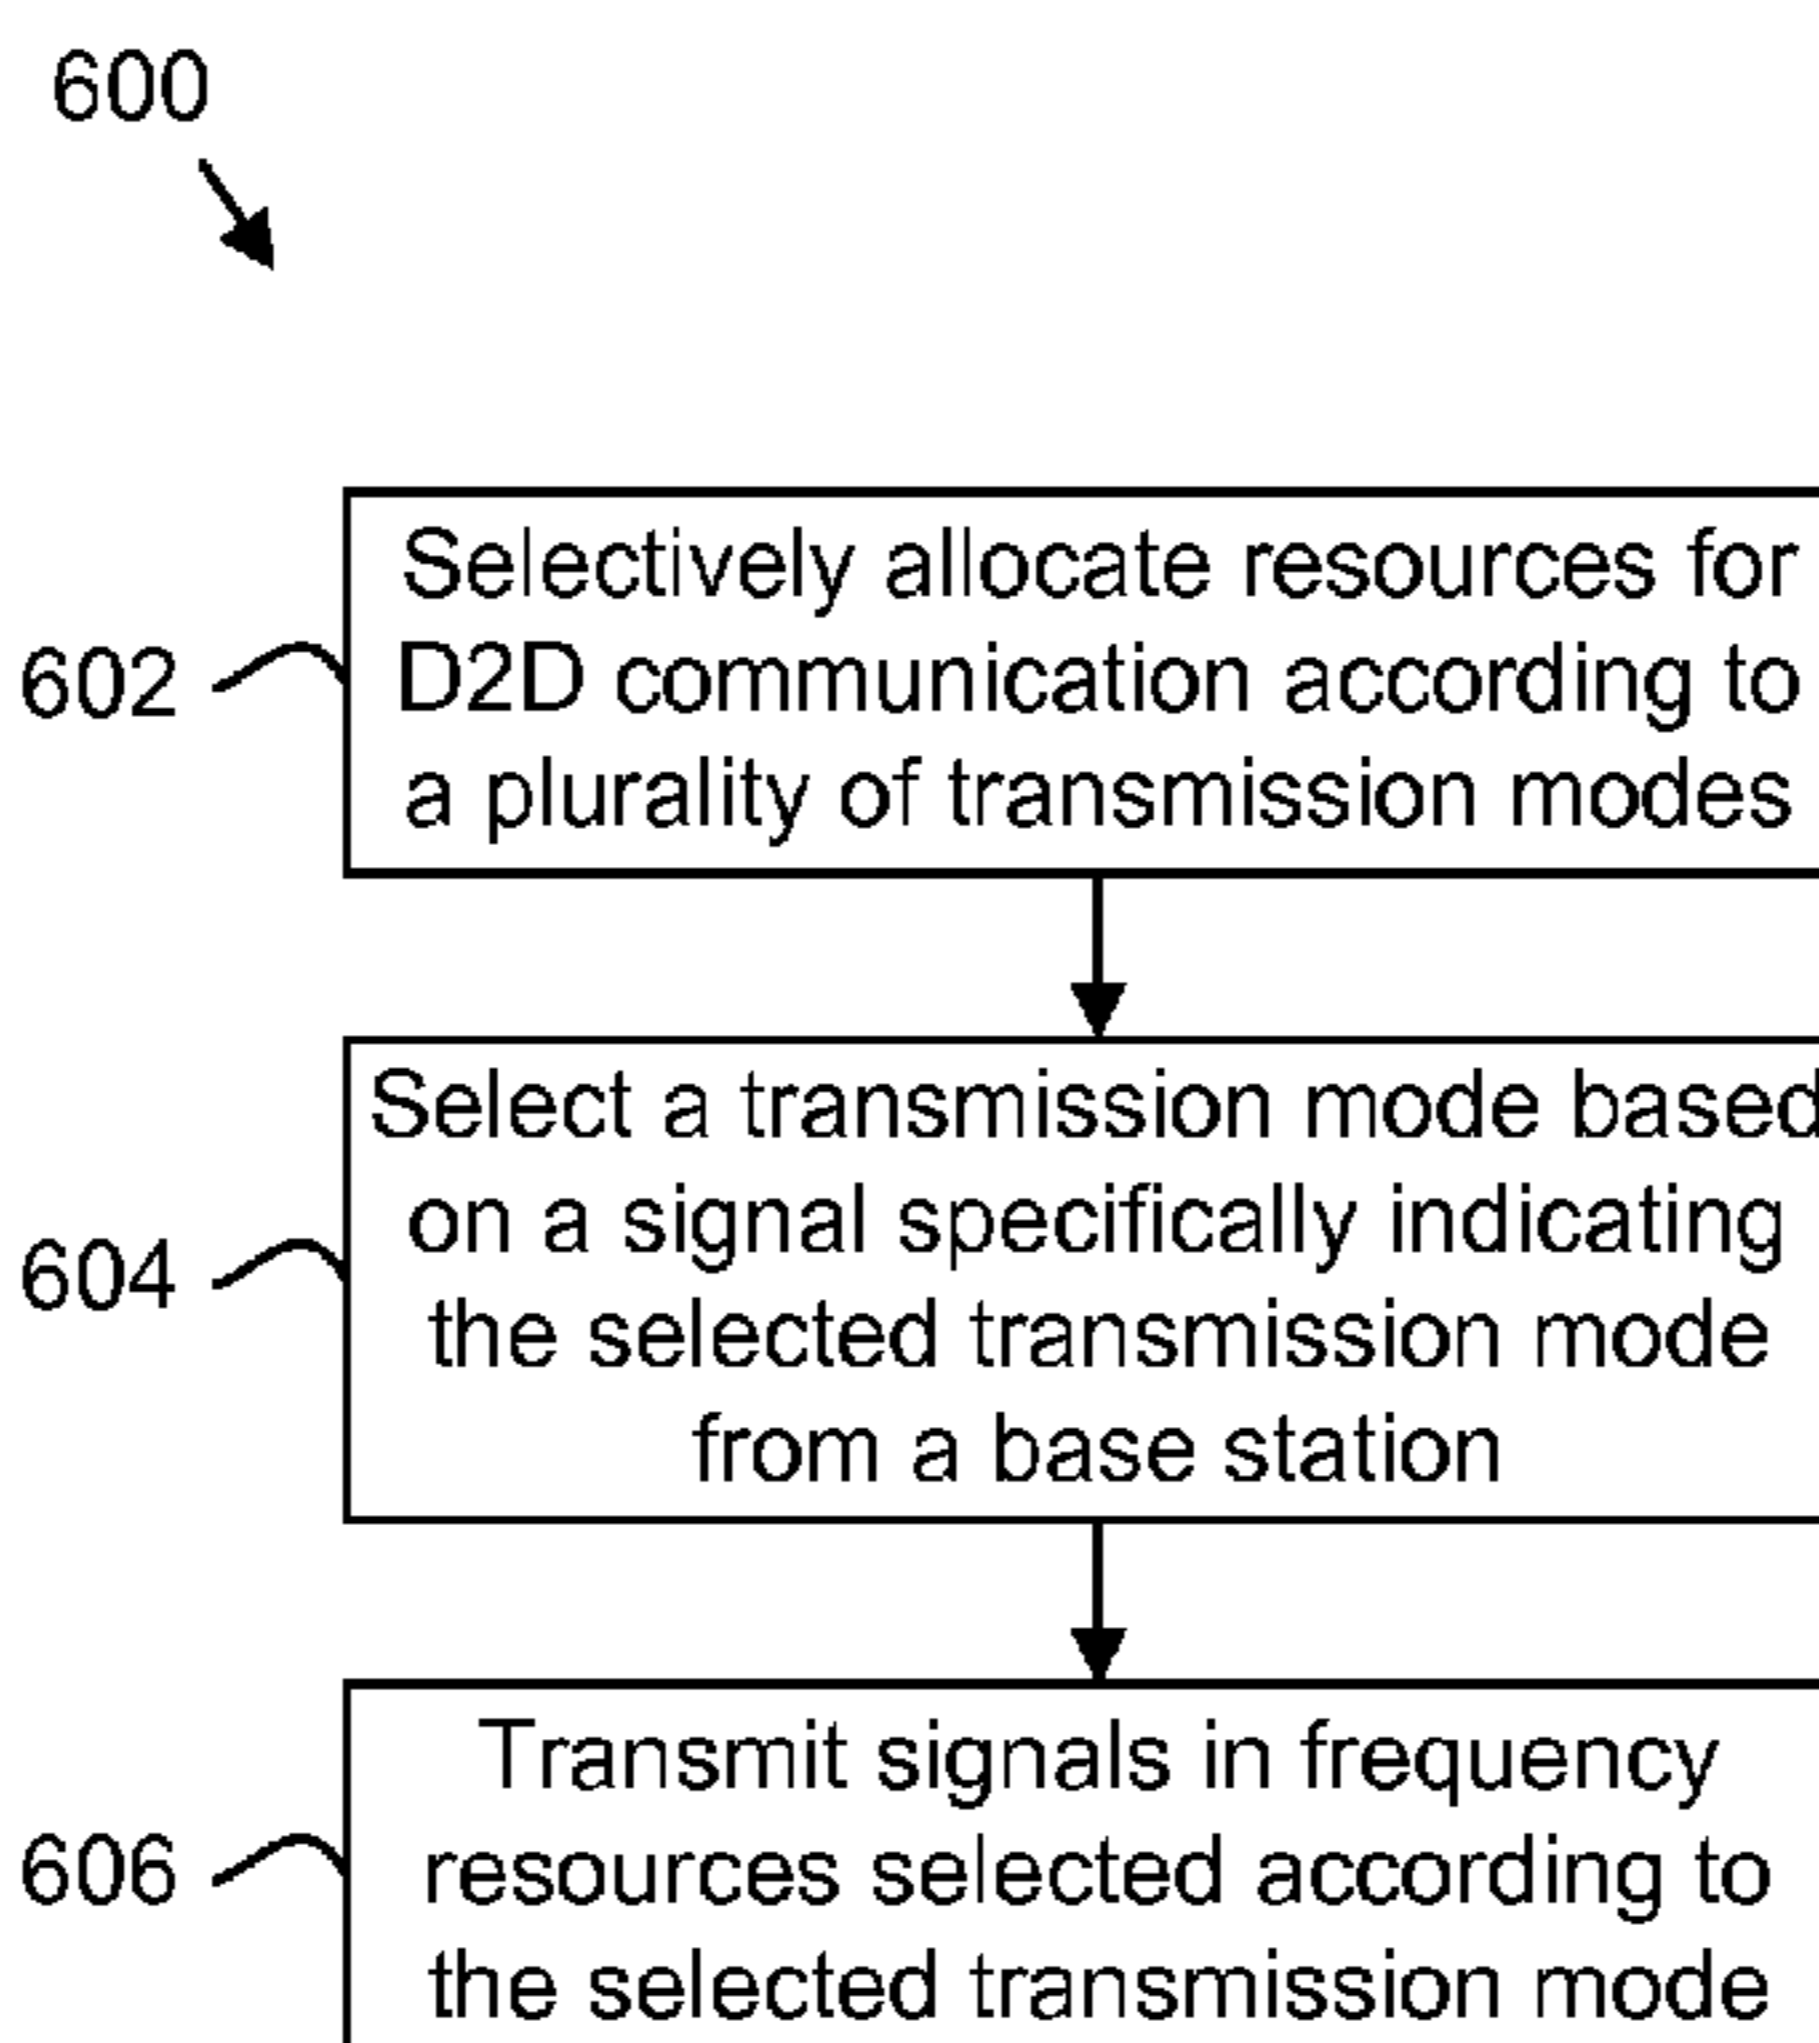 600
Selectively allocate resources for
602
D2D communication according to
a plurality of transmission modes
Select a transmission mode based
on a signal specifically indicating
604
the selected transmission mode
from a base station
Transmit signals in frequency
606
resources selected according to
the selected transmission mode